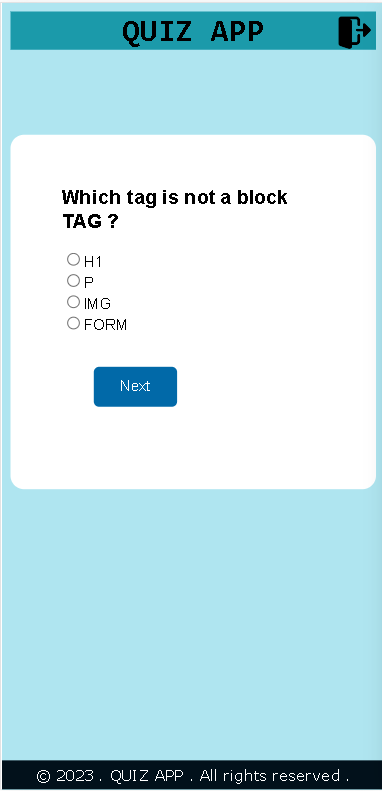 QUIZ APP
Which tag is not a block
TAG ?
H1
P
IMG
FORM
Next
© 2023 . QUIZ APP . All rights reserved .